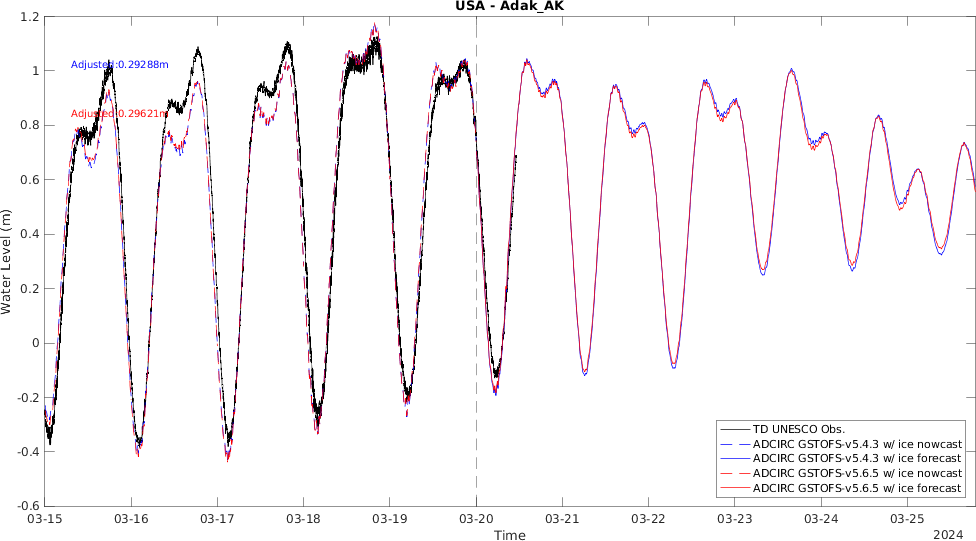 USA - Adak_AK
1.2
1
0.8
0.6
0.4
0.2
0
-0.2
-0.4
-0.6
Water Level (m)
Adjusted:0.29288m
Adjusted:0.29621m
TD UNESCO Obs.
ADCIRC GSTOFS-v5.4.3 w/ ice nowcast
ADCIRC GSTOFS-v5.4.3 w/ ice forecast
ADCIRC GSTOFS-v5.6.5 w/ ice nowcast
ADCIRC GSTOFS-v5.6.5 w/ ice forecast
03-15 03-16 03-17 03-18 03-19 03-20 03-21 03-22 03-23 03-24 03-25
Time
2024